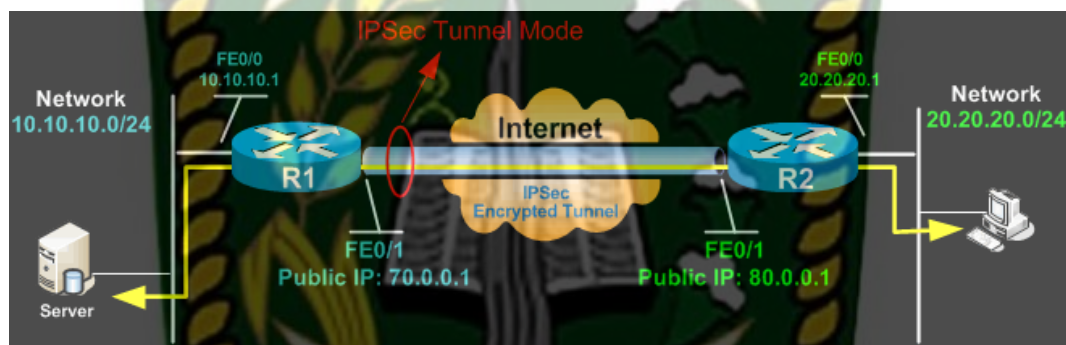 IPSec Tunnel Mode
FE0/0
10.10.10.1
FE0/0
20.20.20.1
Network
10.10.10.0/24
Internet
Network
20.20.20.0/24
R1
R2
IPSec
Encrypted Tunnel
FE0/1
Public IP: 70.0.0.1
FE0/1
Public IP: 80.0.0.1
Server